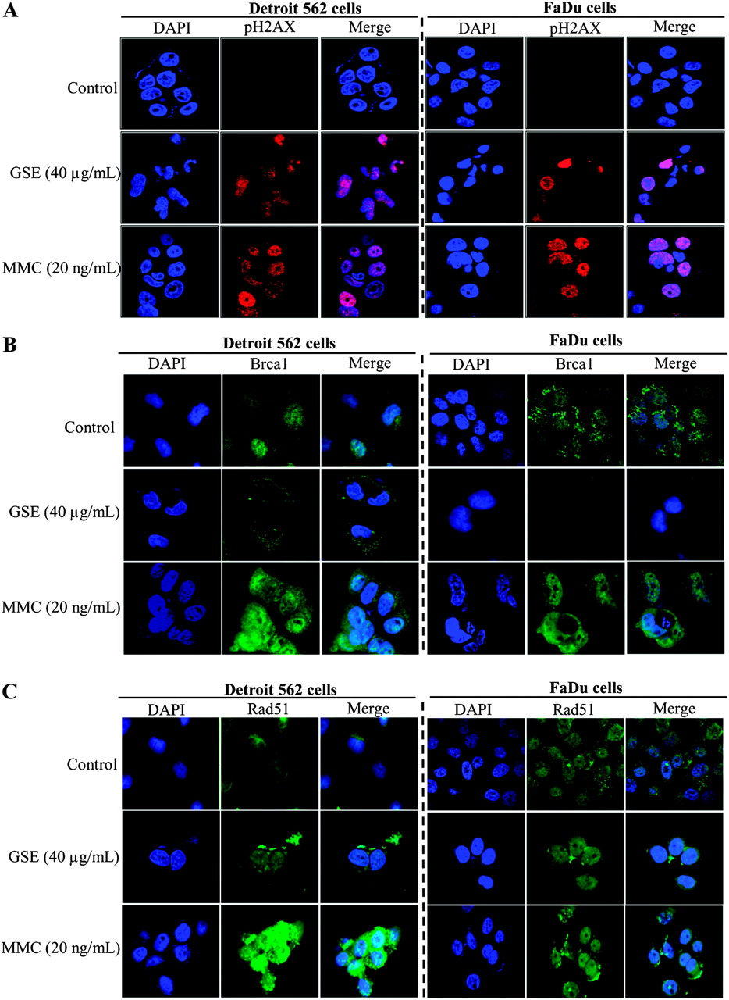 A
Detroit 562 cells
FaDu cells
DAPI pH2AX Merge DAPI pH2AX Merge
Control
GSE (40 µg/mL)
MMC (20 ng/mL)
B
Detroit 562 cells
FaDu cells
DAPI Brca1 Merge DAPI Brca1 Merge
Control
GSE (40 µg/mL)
MMC (20 ng/mL)
C
Detroit 562 cells
FaDu cells
DAPI Rad51 Merge DAPI Rad51 Merge
Control
GSE (40 µg/mL)
MMC (20 ng/mL)